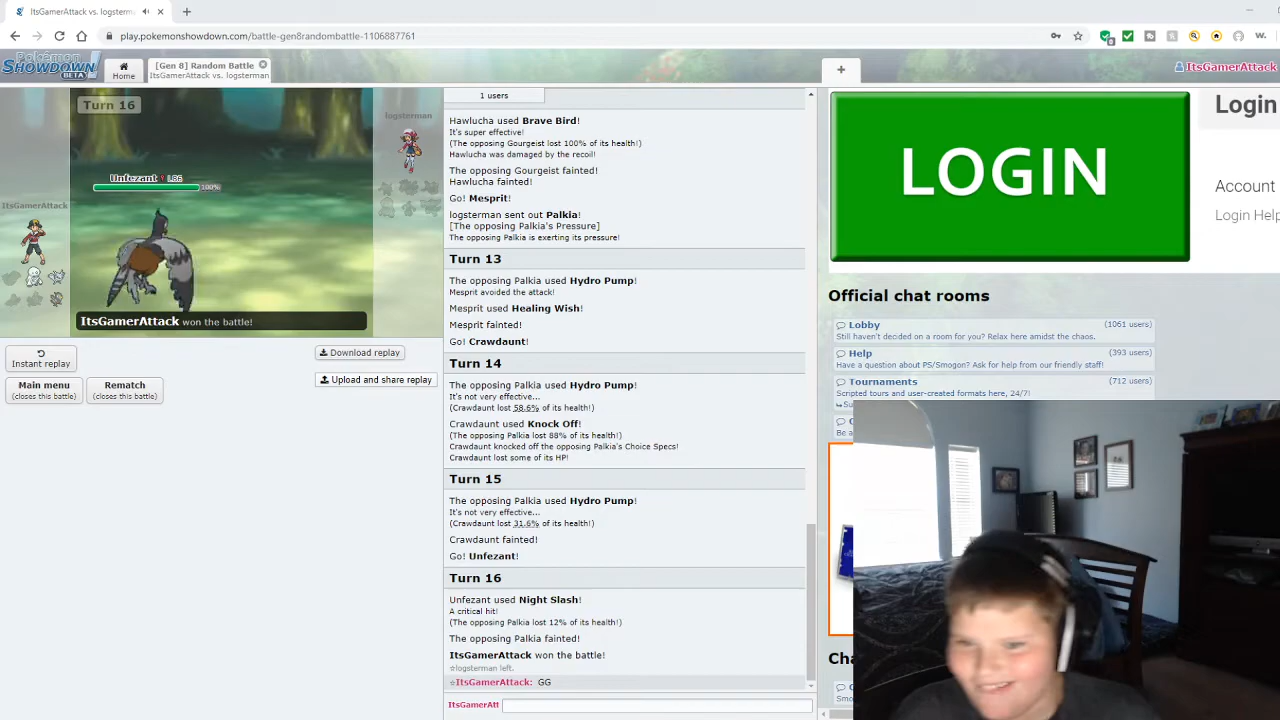 ItsGamerAttack vs. logsterma
play.pokemonshowdown.com/battle-gen8randombattle-1106887761
Pokémon
SHOWDOWN!
BETA
Home
[Gen 8] Random Battle
ItsGamerAttack vs. logsterman
ItsGamerAttack
Turn 16
logsterman
Unfezant L86
100%
ItsGamerAttack
ItsGamerAttack won the battle!
Instant replay
Download replay
Upload and share replay
Main menu
(closes this battle)
Rematch
(closes this battle)
1 users
Hawlucha used Brave Bird!
It's super effective!
(The opposing Gourgeist lost 100% of its health!)
Hawlucha was damaged by the recoil!
The opposing Gourgeist fainted!
Hawlucha fainted!
Go! Mesprit!
logsterman sent out Palkia!
[The opposing Palkia's Pressure]
The opposing Palkia is exerting its pressure!
Turn 13
The opposing Palkia used Hydro Pump!
Mesprit avoided the attack!
Mesprit used Healing Wish!
Mesprit fainted!
Go! Crawdaunt!
Turn 14
The opposing Palkia used Hydro Pump!
It's not very effective...
(Crawdaunt lost 58.6% of its health!)
Crawdaunt used Knock Off!
(The opposing Palkia lost 88% of its health!)
Crawdaunt knocked off the opposing Palkia's Choice Specs!
Crawdaunt lost some of its HP!
Turn 15
The opposing Palkia used Hydro Pump!
It's not very effective...
(Crawdaunt lost 31.6% of its health!)
Crawdaunt fainted!
Go! Unfezant!
Turn 16
Unfezant used Night Slash!
A critical hit!
(The opposing Palkia lost 12% of its health!)
The opposing Palkia fainted!
ItsGamerAttack won the battle!
☆logsterman left.
☆ItsGamerAttack: GG
ItsGamerAtt
LOGIN
Login
Account
Login Help
Official chat rooms
Lobby (1061 users)
Still haven't decided on a room for you? Relax here amidst the chaos.
Help (393 users)
Have a question about PS/Smogon? Ask for help from our friendly staff!
Tournaments (712 users)
Scripted tours and user-created formats here, 24/7!